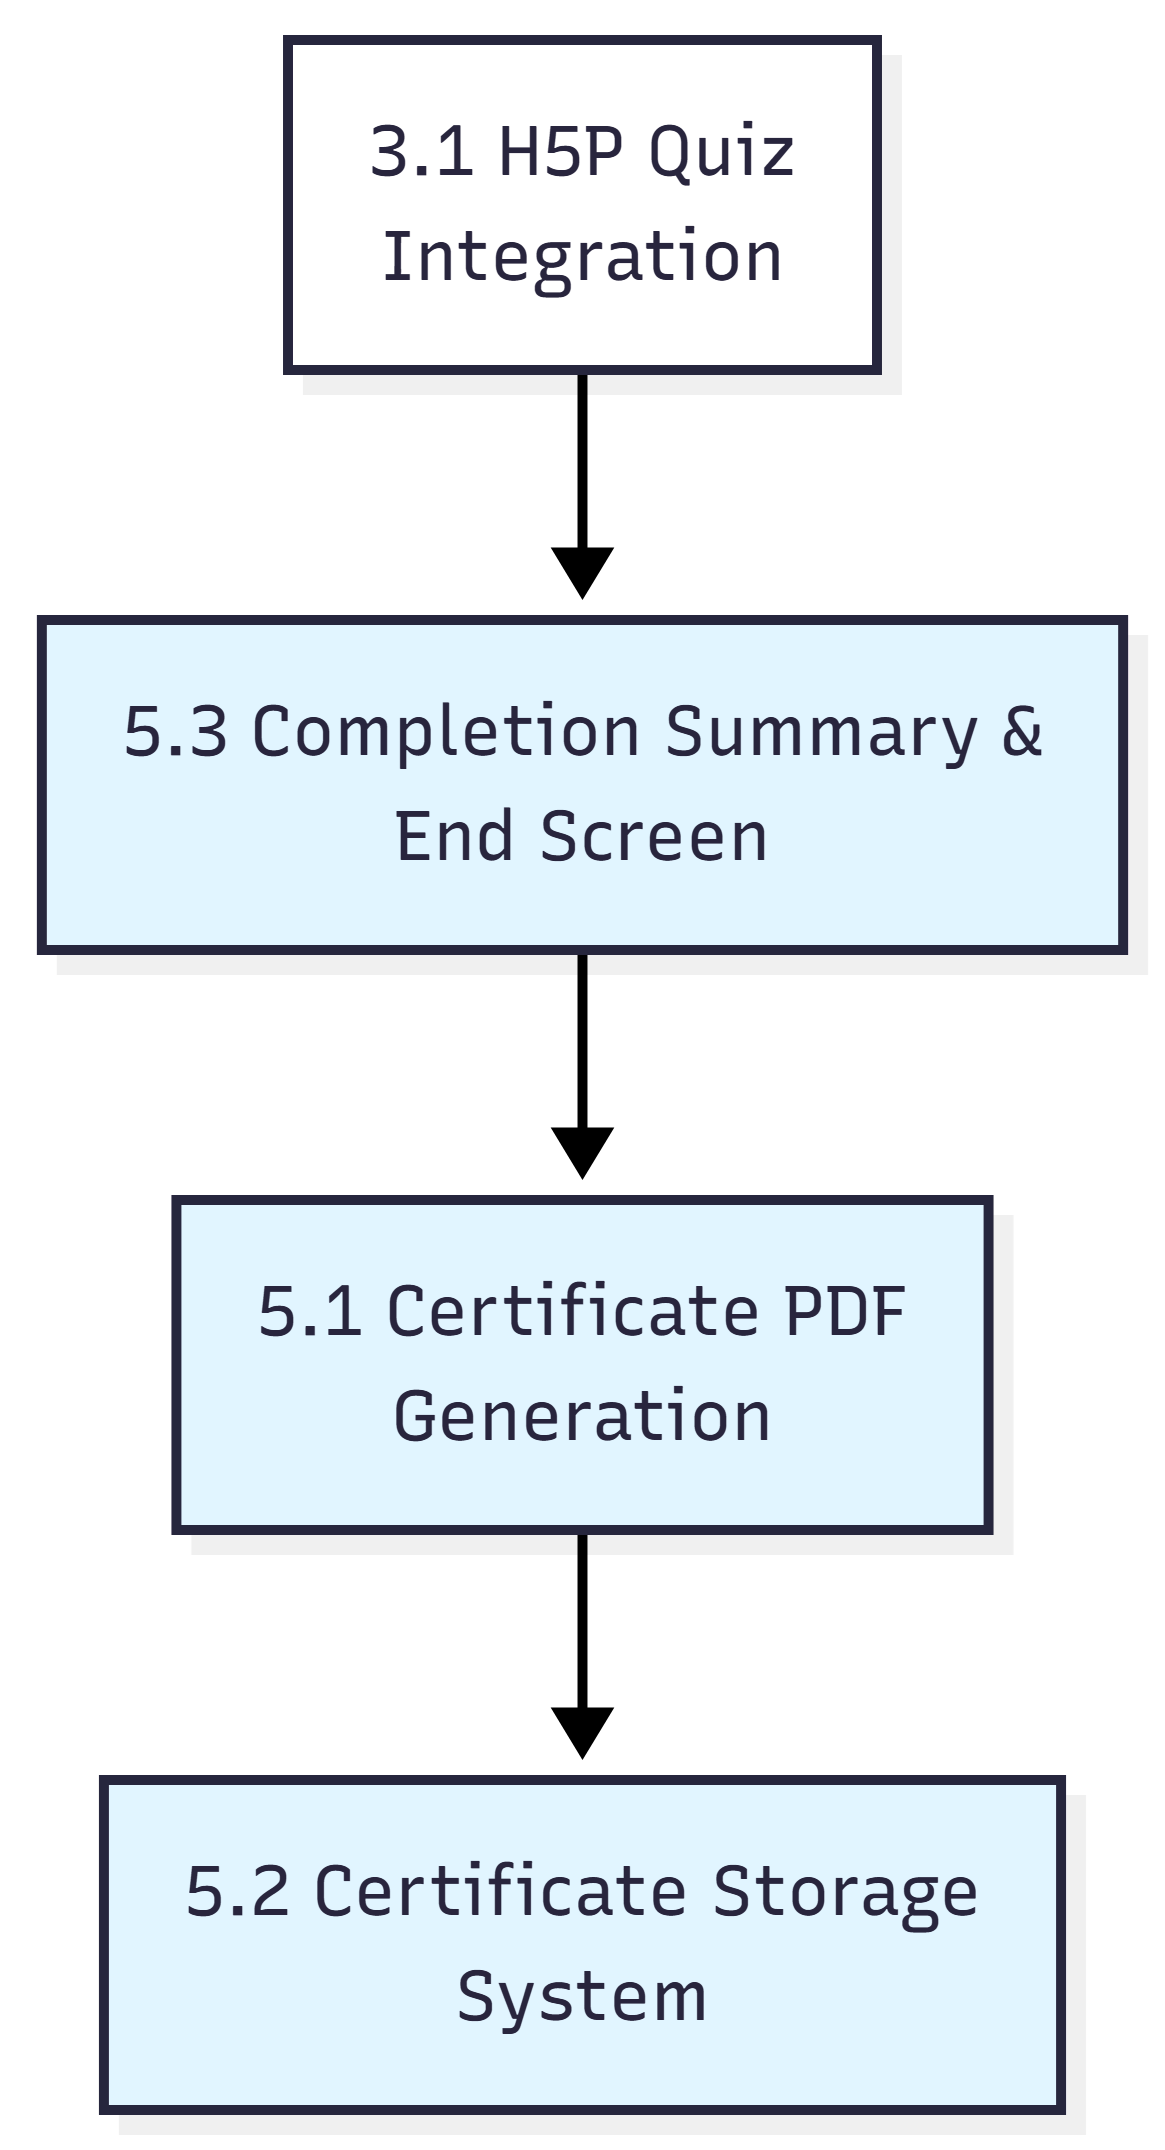 3.1 H5P Quiz
Integration
5.3 Completion Summary &
End Screen
5.1 Certificate PDF
Generation
5.2 Certificate Storage
System